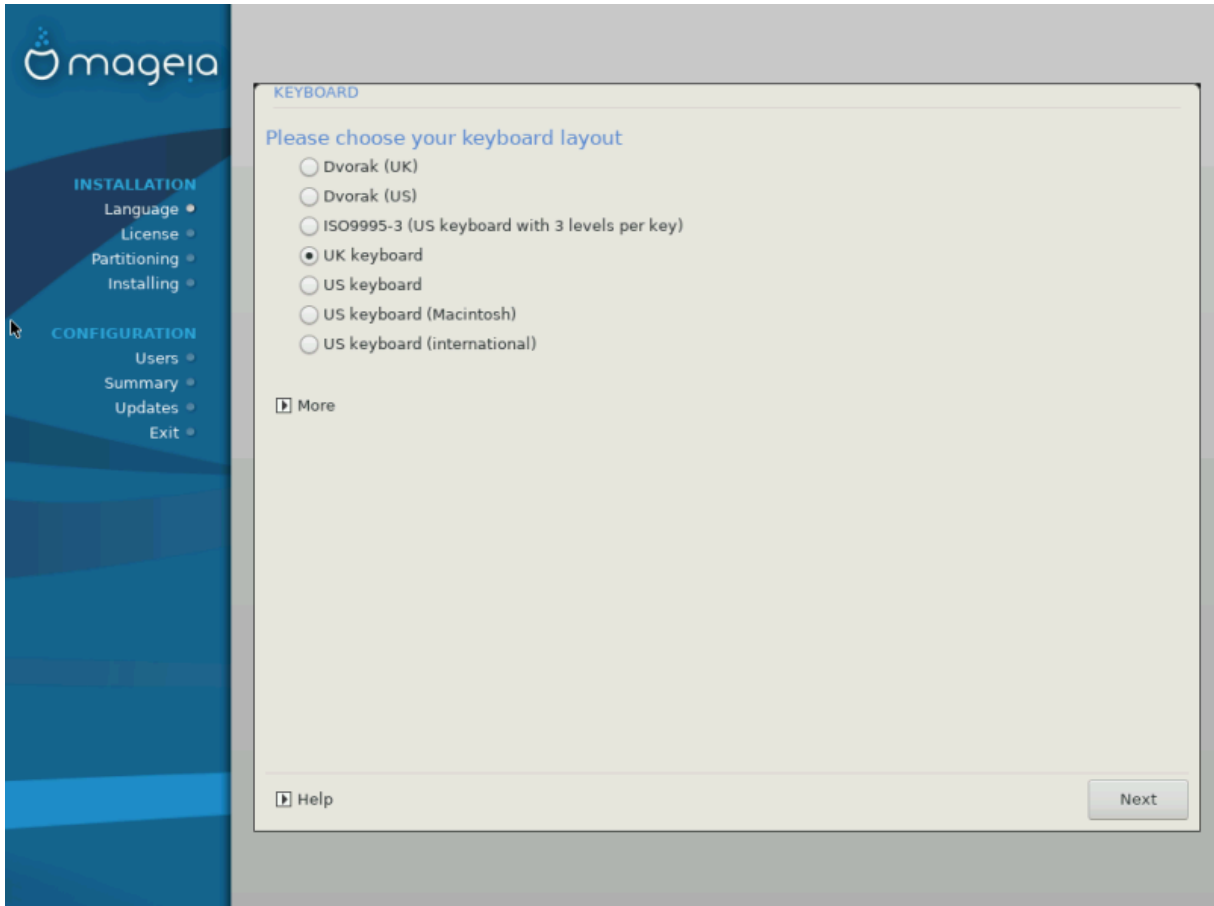 mageia
INSTALLATION
Language
License
Partitioning
Installing
CONFIGURATION
Users
Summary
Updates
Exit
KEYBOARD
Please choose your keyboard layout
Dvorak (UK)
Dvorak (US)
ISO9995-3 (US keyboard with 3 levels per key)
UK keyboard
US keyboard
US keyboard (Macintosh)
US keyboard (international)
More
Help
Next